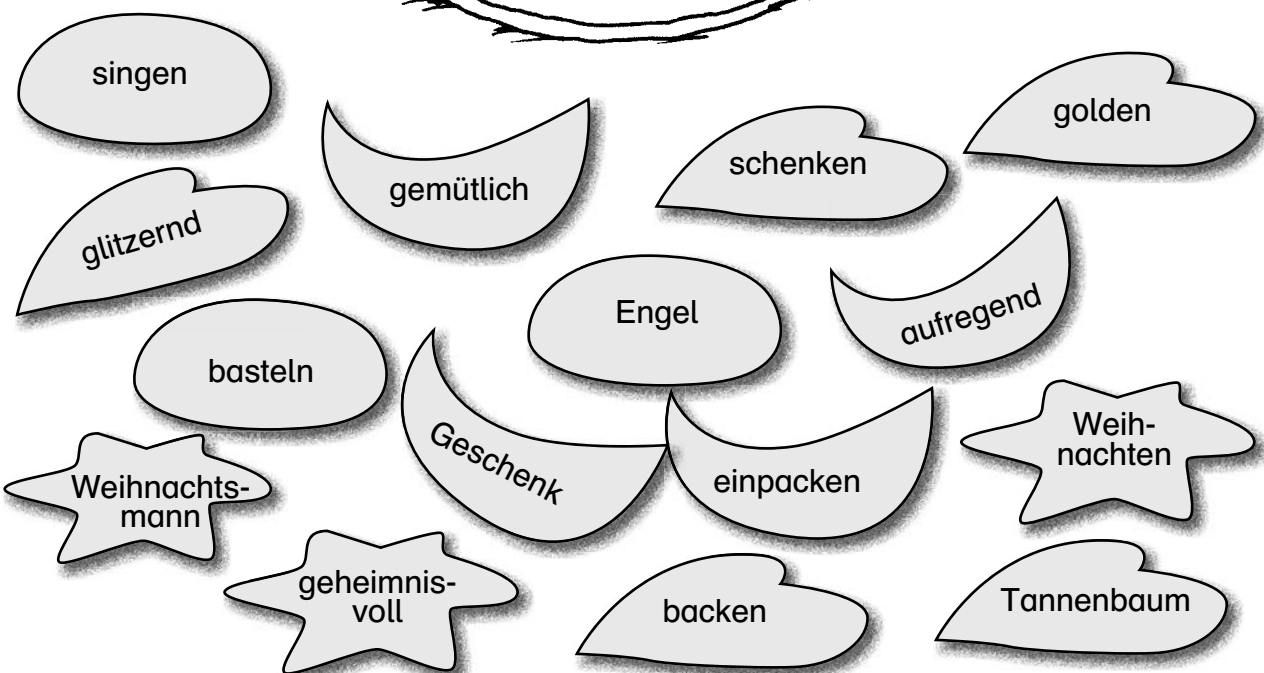 singen
golden
schenken
gemütlich
glitzernd
Engel
aufregend
basteln
Weih-
nachten
Geschenk
einpacken
Weihnachts-
mann
geheimnis-
voll
backen
Tannenbaum